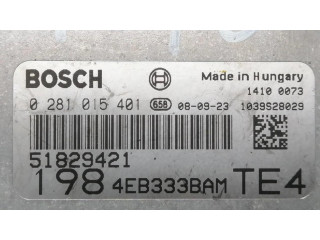 BOSCH
Made in Hungary
1410 0073
0 281 015 401 658 08-09-23 1039S28029
51829421
198 4EB333BAM TE4